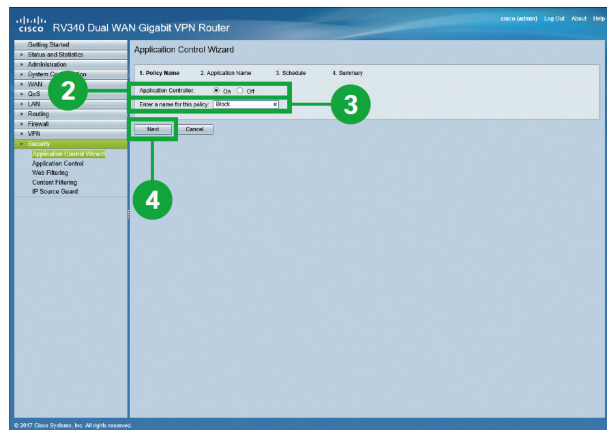 cisco (admin) Log Out About Help
CISCO RV340 Dual WAN Gigabit VPN Router
Getting Started
Status and Statistics
Administration
System
WAN
QoS
LAN
Routing
Firewall
VPN
Security
Application Control Wizard
Application Control
Web Filtering
Content Filtering
IP Source Guard
Application Control Wizard
1. Policy Name 2. Application Name 3. Schedule 4. Summary
2
Application Controller: On Off
Enter a name for this policy: Block x
3
Next Cancel
4
© 2017 Cisco Systems, Inc. All rights reserved.